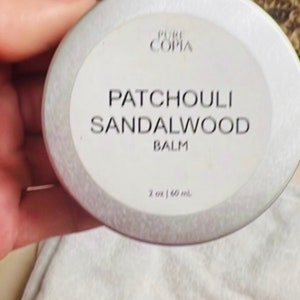 PURE
COPIA
PATCHOULI
SANDALWOOD
BALM
2 oz | 60 mL